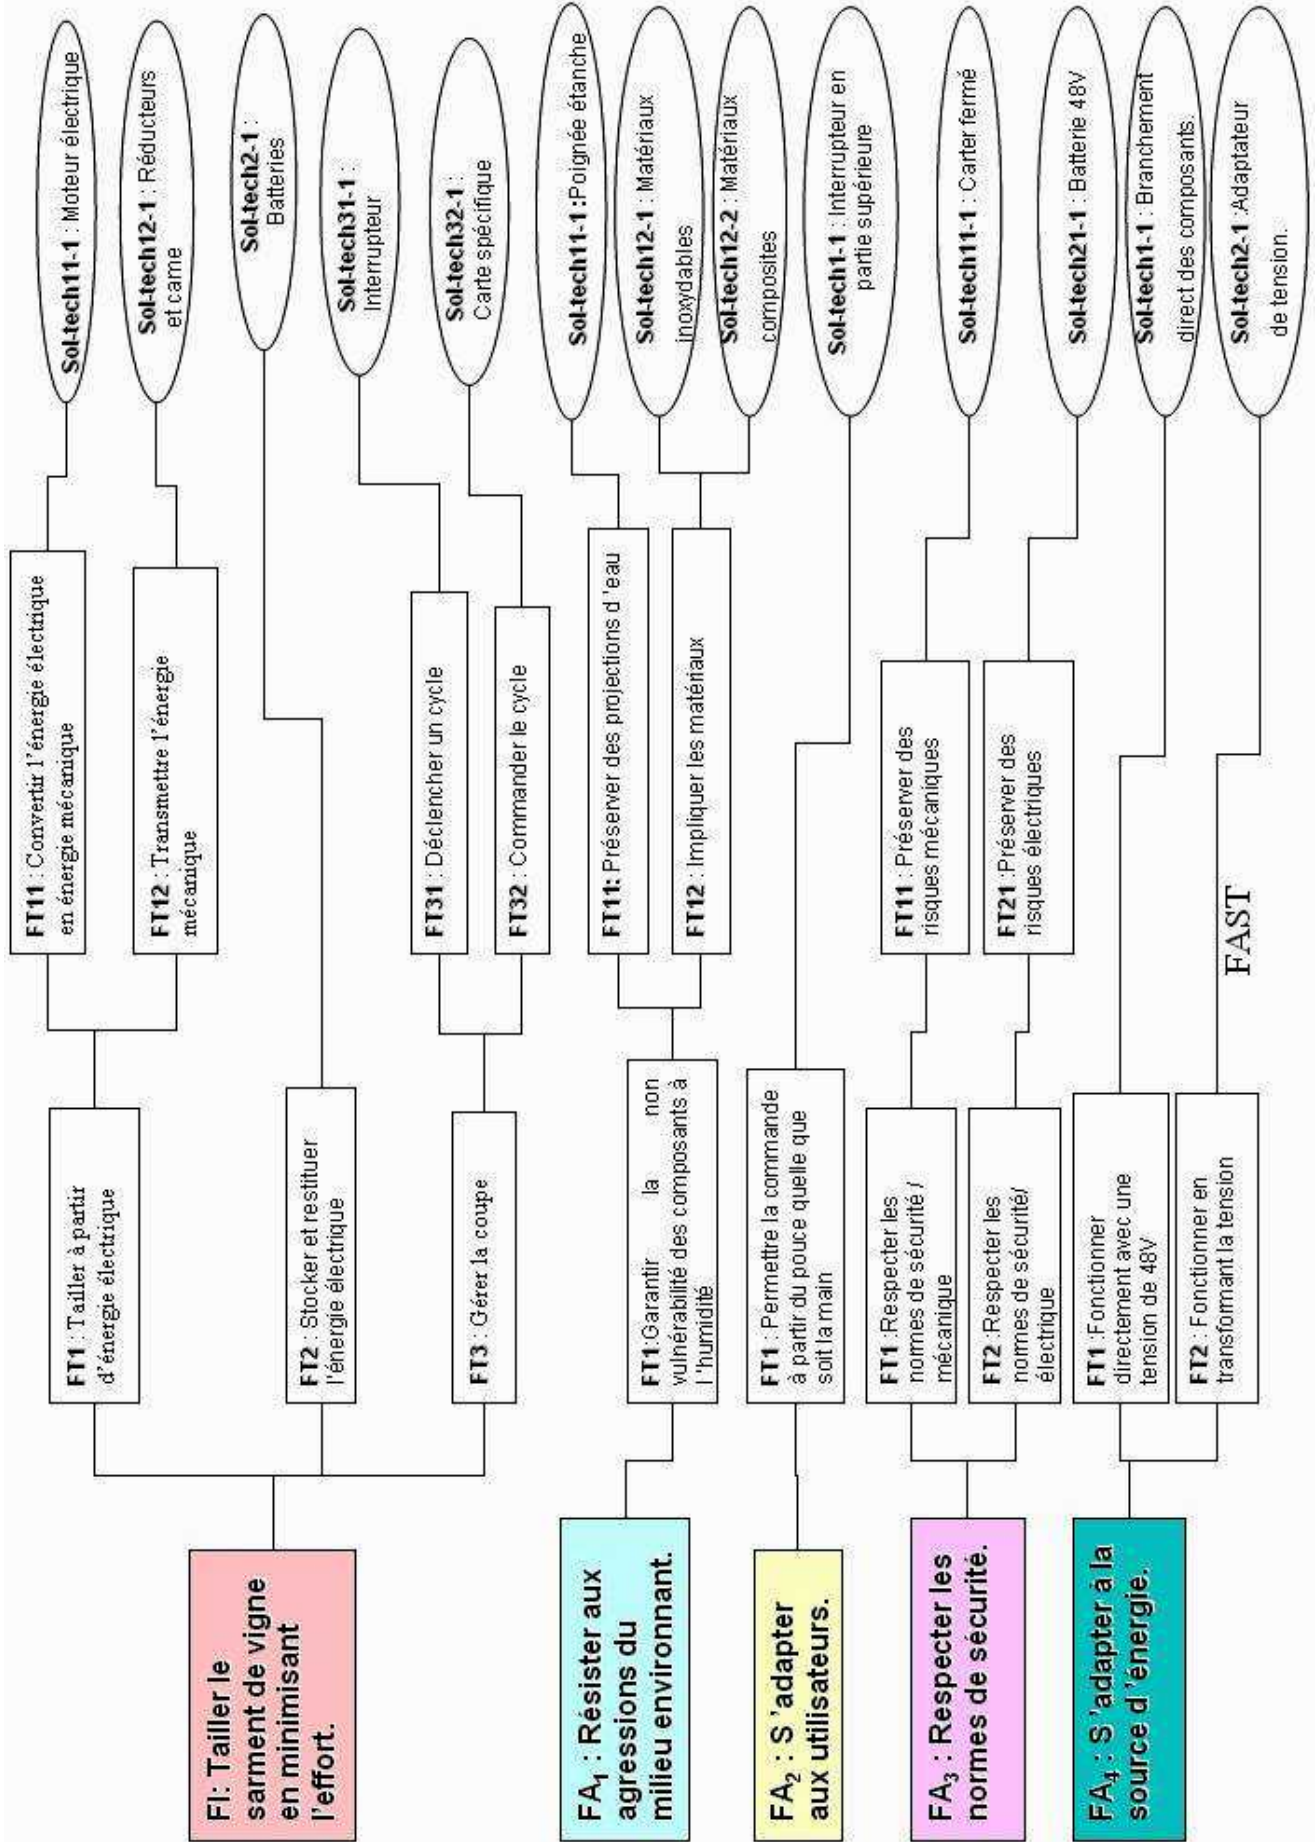 FI: Tailler le
sarment de vigne
en minimisant
l'effort.
FT1 : Tailler à partir
d'énergie électrique
FT11 : Convertir l'énergie électrique
en énergie mécanique
Sol-tech11-1 : Moteur électrique
FT12 : Transmettre l'énergie
mécanique
Sol-tech12-1 : Réducteurs
et came
FT2 : Stocker et restituer
l'énergie électrique
Sol-tech2-1 :
Batteries
FT3 : Gérer la coupe
FT31 : Déclencher un cycle
Sol-tech31-1 :
Interrupteur
FT32 : Commander le cycle
Sol-tech32-1 :
Carte spécifique
FA1 : Résister aux
agressions du
milieu environnant.
FT1:Garantir la non
vulnérabilité des composants à
l 'humidité
FT11: Préserver des projections d 'eau
Sol-tech11-1 :Poignée étanche
FT12 :Impliquer les matériaux
Sol-tech12-1 : Matériaux
inoxydables
Sol-tech12-2 : Matériaux
composites
FA2 : S 'adapter
aux utilisateurs.
FT1 : Permettre la commande
à partir du pouce quelle que
soit la main
Sol-tech1-1 : Interrupteur en
partie supérieure
FA3 : Respecter les
normes de sécurité.
FT1 :Respecter les
normes de sécurité /
mécanique
FT11 : Préserver des
risques mécaniques
Sol-tech11-1 : Carter fermé
FT2 :Respecter les
normes de sécurité/
électrique
FT21 :Préserver des
risques électriques
Sol-tech21-1 : Batterie 48V
FA4 : S 'adapter à la
source d 'énergie.
FT1 :Fonctionner
directement avec une
tension de 48V
Sol-tech1-1 : Branchement
direct des composants.
FT2 : Fonctionner en
transformant la tension
Sol-tech2-1 :Adaptateur
de tension.
FAST